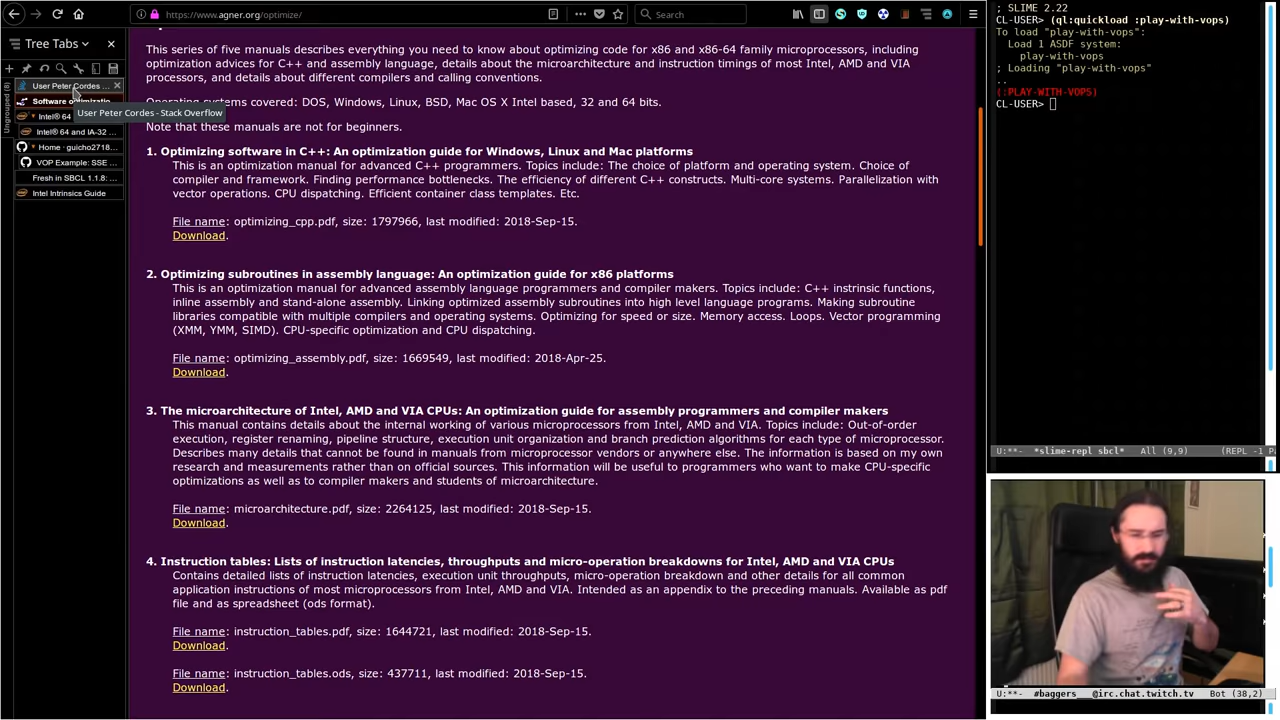 https://www.agner.org/optimize/
Search
Tree Tabs
Ungrouped (8)
User Peter Cordes ...
Software optimizatio
User Peter Cordes - Stack Overflow
Intel® 64
Intel® 64 and IA-32 ...
Home · guicho2718...
VOP Example: SSE ...
Fresh in SBCL 1.1.8: ...
Intel Intrinsics Guide
This series of five manuals describes everything you need to know about optimizing code for x86 and x86-64 family microprocessors, including
optimization advices for C++ and assembly language, details about the microarchitecture and instruction timings of most Intel, AMD and VIA
processors, and details about different compilers and calling conventions.
Operating systems covered: DOS, Windows, Linux, BSD, Mac OS X Intel based, 32 and 64 bits.
Note that these manuals are not for beginners.
1. Optimizing software in C++: An optimization guide for Windows, Linux and Mac platforms
This is an optimization manual for advanced C++ programmers. Topics include: The choice of platform and operating system. Choice of
compiler and framework. Finding performance bottlenecks. The efficiency of different C++ constructs. Multi-core systems. Parallelization with
vector operations. CPU dispatching. Efficient container class templates. Etc.
File name: optimizing_cpp.pdf, size: 1797966, last modified: 2018-Sep-15.
Download.
2. Optimizing subroutines in assembly language: An optimization guide for x86 platforms
This is an optimization manual for advanced assembly language programmers and compiler makers. Topics include: C++ instrinsic functions,
inline assembly and stand-alone assembly. Linking optimized assembly subroutines into high level language programs. Making subroutine
libraries compatible with multiple compilers and operating systems. Optimizing for speed or size. Memory access. Loops. Vector programming
(XMM, YMM, SIMD). CPU-specific optimization and CPU dispatching.
File name: optimizing_assembly.pdf, size: 1669549, last modified: 2018-Apr-25.
Download.
3. The microarchitecture of Intel, AMD and VIA CPUs: An optimization guide for assembly programmers and compiler makers
This manual contains details about the internal working of various microprocessors from Intel, AMD and VIA. Topics include: Out-of-order
execution, register renaming, pipeline structure, execution unit organization and branch prediction algorithms for each type of microprocessor.
Describes many details that cannot be found in manuals from microprocessor vendors or anywhere else. The information is based on my own
research and measurements rather than on official sources. This information will be useful to programmers who want to make CPU-specific
optimizations as well as to compiler makers and students of microarchitecture.
File name: microarchitecture.pdf, size: 2264125, last modified: 2018-Sep-15.
Download.
4. Instruction tables: Lists of instruction latencies, throughputs and micro-operation breakdowns for Intel, AMD and VIA CPUs
Contains detailed lists of instruction latencies, execution unit throughputs, micro-operation breakdown and other details for all common
application instructions of most microprocessors from Intel, AMD and VIA. Intended as an appendix to the preceding manuals. Available as pdf
file and as spreadsheet (ods format).
File name: instruction_tables.pdf, size: 1644721, last modified: 2018-Sep-15.
Download.
File name: instruction_tables.ods, size: 437711, last modified: 2018-Sep-15.
Download.
; SLIME 2.22
CL-USER> (ql:quickload :play-with-vops)
To load "play-with-vops":
Load 1 ASDF system:
play-with-vops
; Loading "play-with-vops"
..
(:PLAY-WITH-VOPS)
CL-USER>
U:**- *slime-repl sbcl* All (9,9) (REPL -1 P
U:**- #baggers___@irc.chat.twitch.tv Bot (38,2)